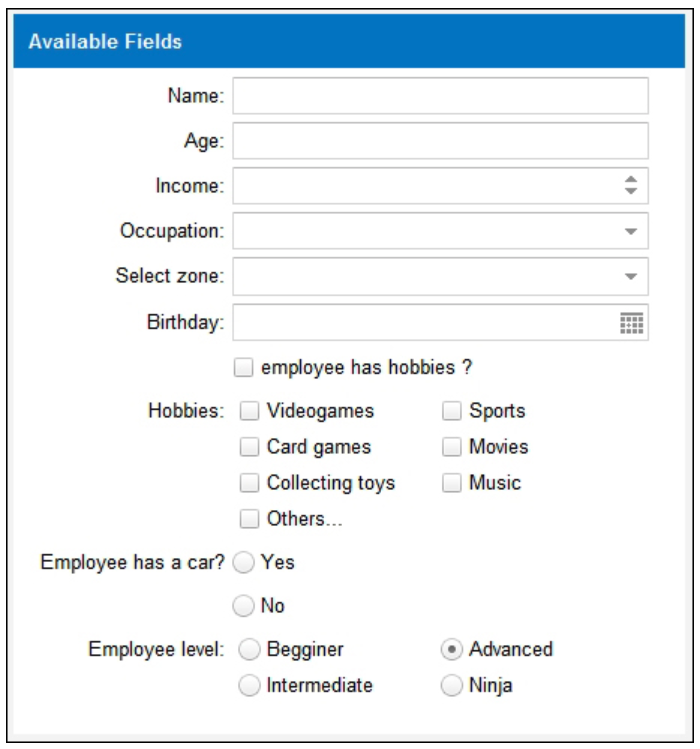 Available Fields
Name:
Age:
Income:
Occupation:
Select zone:
Birthday:
employee has hobbies ?
Hobbies: Videogames Sports
Card games Movies
Collecting toys Music
Others...
Employee has a car? Yes
No
Employee level: Begginer Advanced
Intermediate Ninja